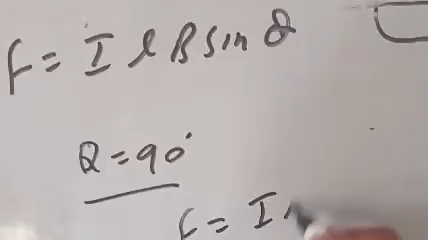 F = I l B sin θ
θ = 90°
F = I